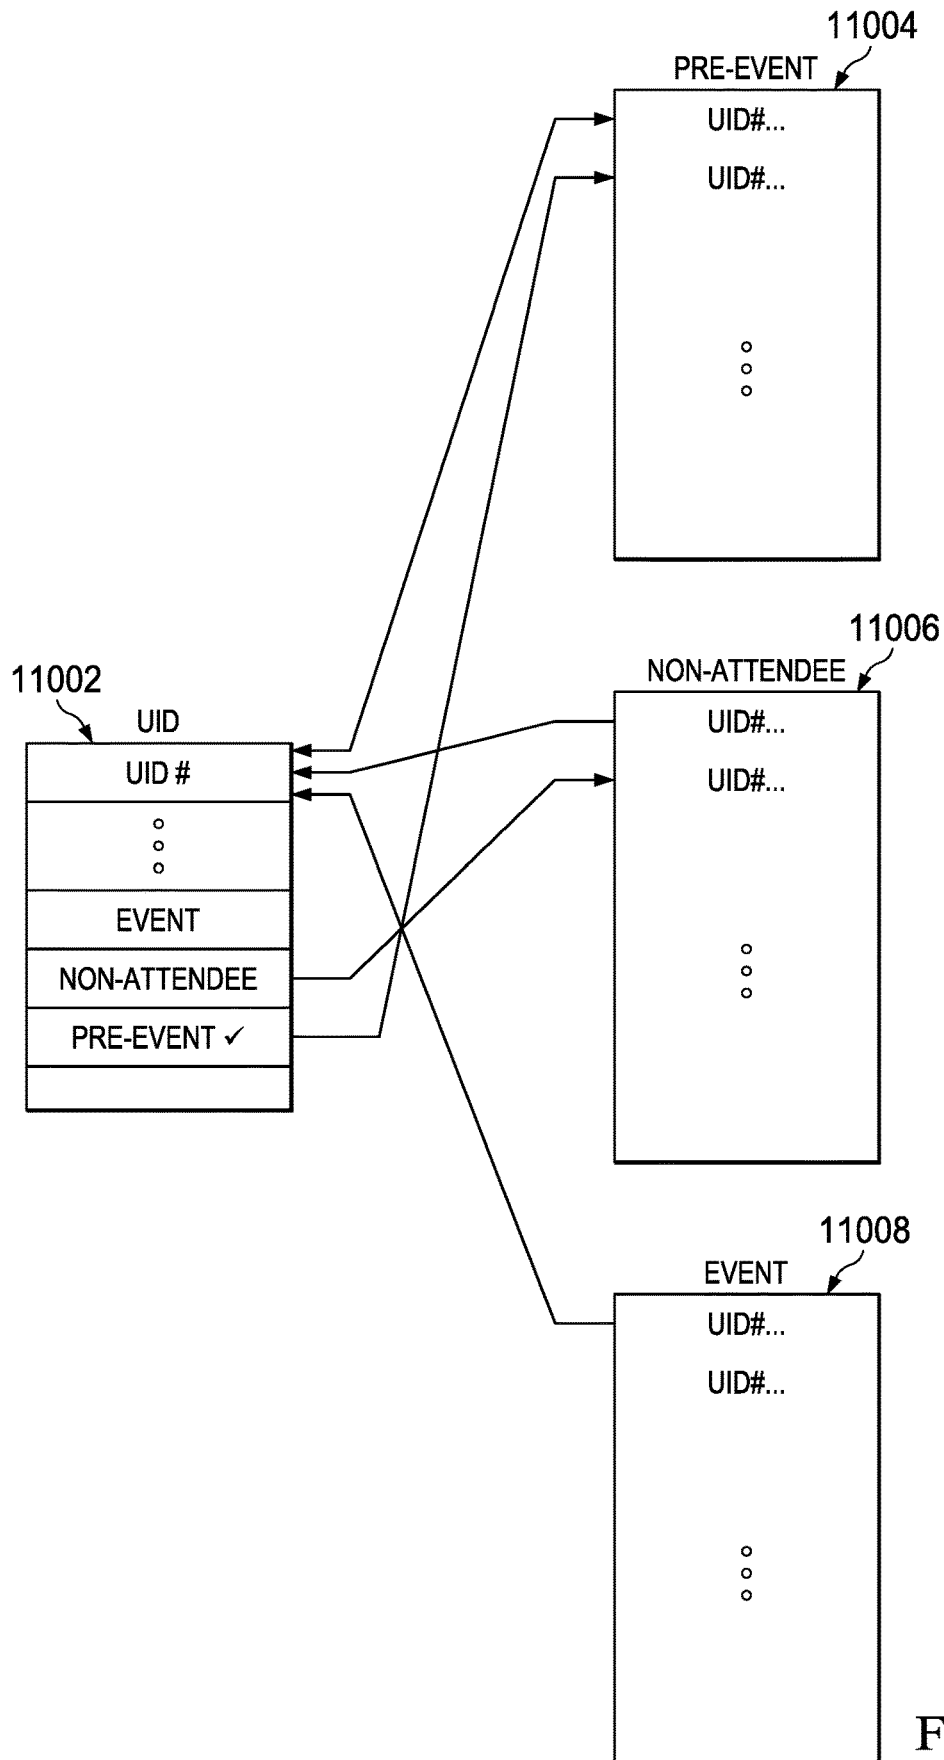 11004
PRE-EVENT
UID#...
UID#...
11006
NON-ATTENDEE
UID#...
UID#...
11002
UID
UID #
EVENT
NON-ATTENDEE
PRE-EVENT ✓
11008
EVENT
UID#...
UID#...
F